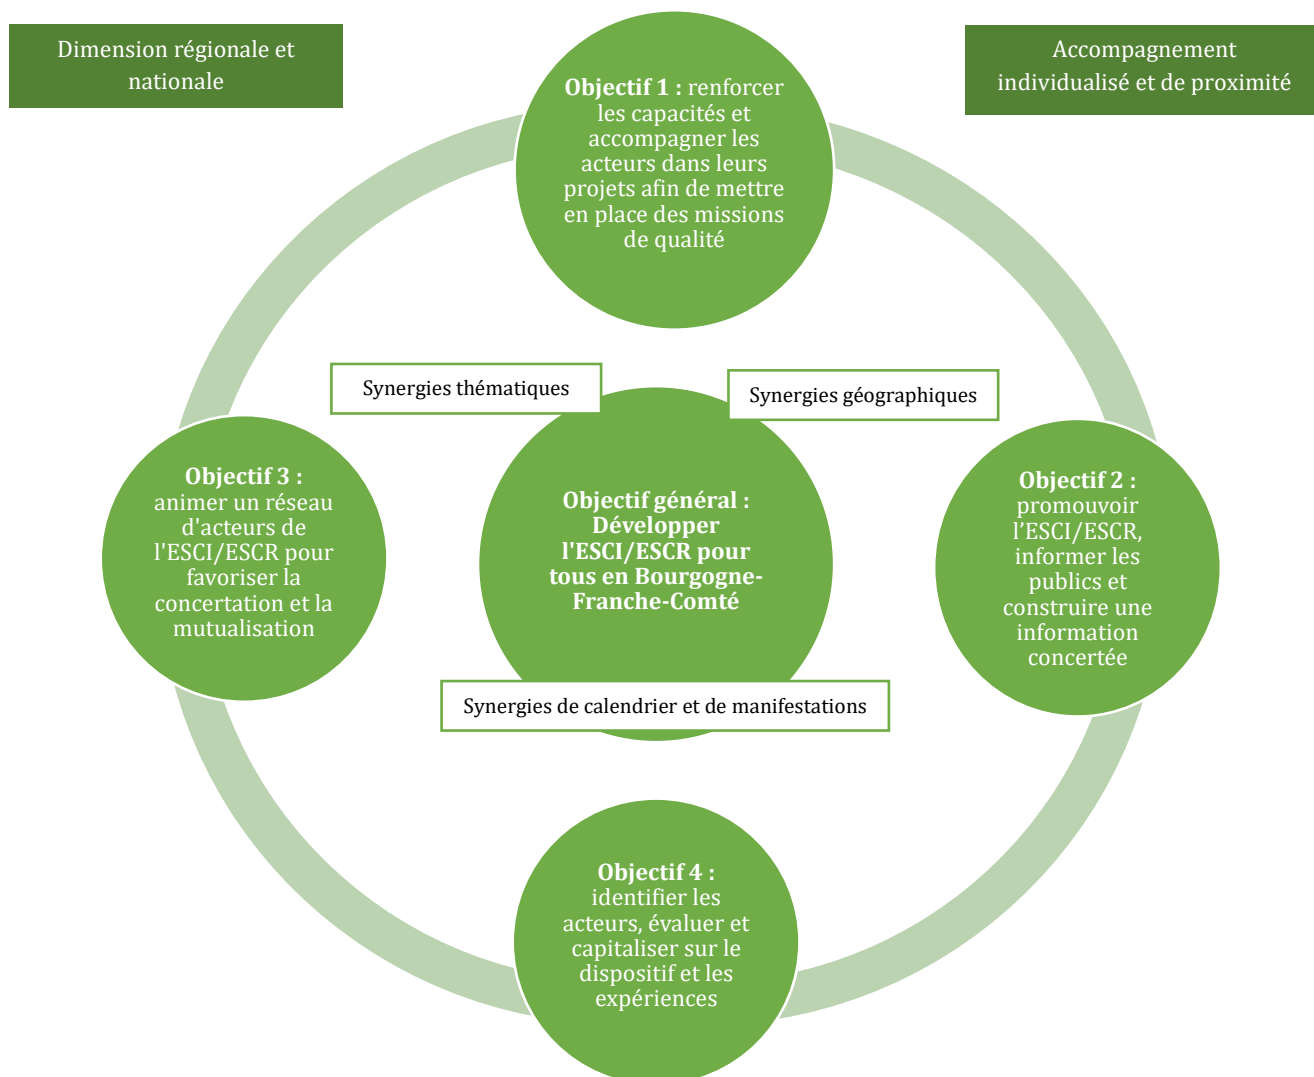 Dimension régionale et
nationale
Accompagnement
individualisé et de proximité
Objectif 1 : renforcer
les capacités et
accompagner les
acteurs dans leurs
projets afin de mettre
en place des missions
de qualité
Synergies thématiques
Synergies géographiques
Objectif 3 :
animer un réseau
d'acteurs de
l'ESCI/ESCR pour
favoriser la
concertation et la
mutualisation
Objectif général :
Développer
l'ESCI/ESCR pour
tous en Bourgogne-
Franche-Comté
Objectif 2 :
promouvoir
l’ESCI/ESCR,
informer les
publics et
construire une
information
concertée
Synergies de calendrier et de manifestations
Objectif 4 :
identifier les
acteurs, évaluer et
capitaliser sur le
dispositif et les
expériences